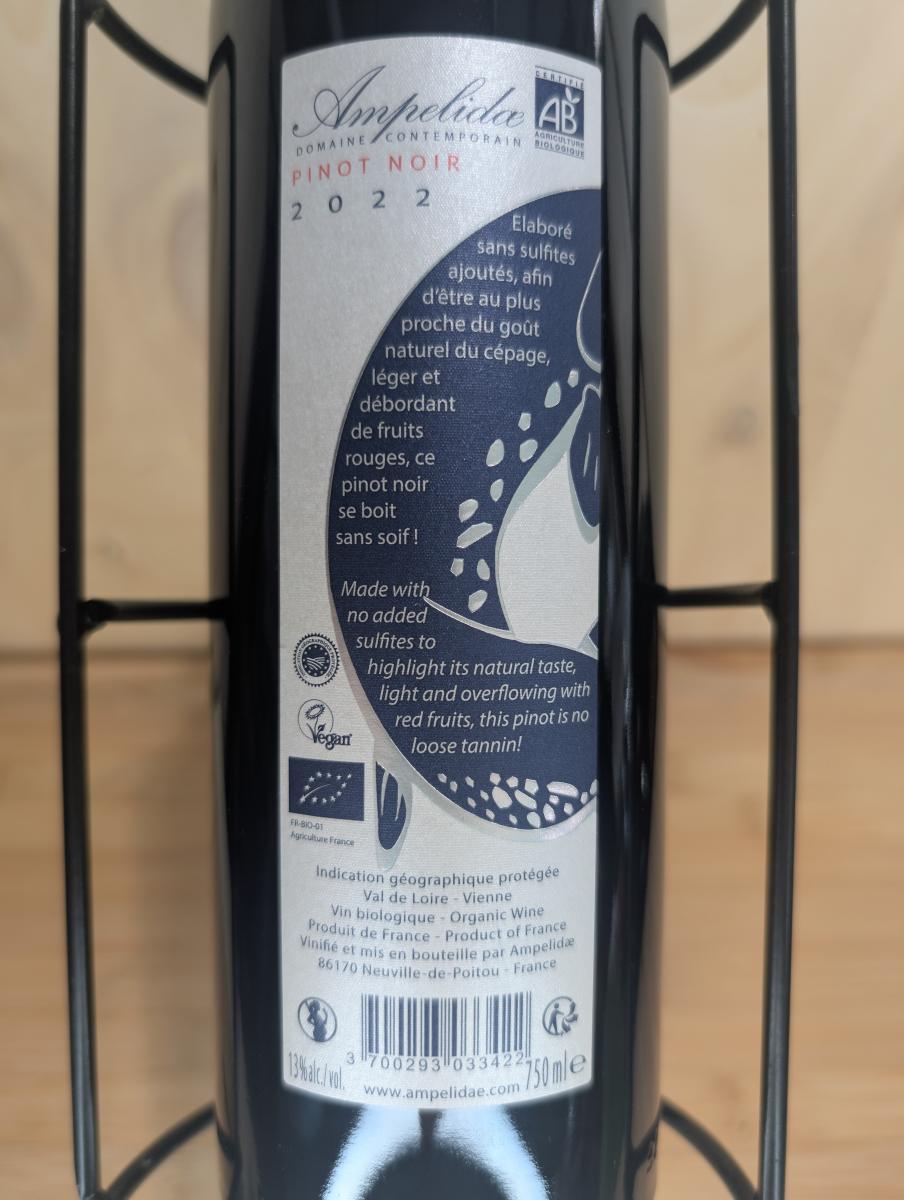 Ampelidæ
DOMAINE CONTEMPORAIN
CERTIFIÉ
AB
AGRICULTURE
BIOLOGIQUE
PINOT NOIR
2022
Elaboré
sans sulfites
ajoutés, afin
d'être au plus
proche du goût
naturel du cépage,
léger et
débordant
de fruits
rouges, ce
pinot noir
se boit
sans soif !
Made with
no added
sulfites to
highlight its natural taste,
light and overflowing with
red fruits, this pinot is no
loose tannin!
Vegan
FR-BIO-01
Agriculture France
Indication géographique protégée
Val de Loire - Vienne
Vin biologique - Organic Wine
Produit de France - Product of France
Vinifié et mis en bouteille par Ampelidæ
86170 Neuville-de-Poitou - France
3 700293 033422
13%alc./vol.
750 ml e
www.ampelidae.com